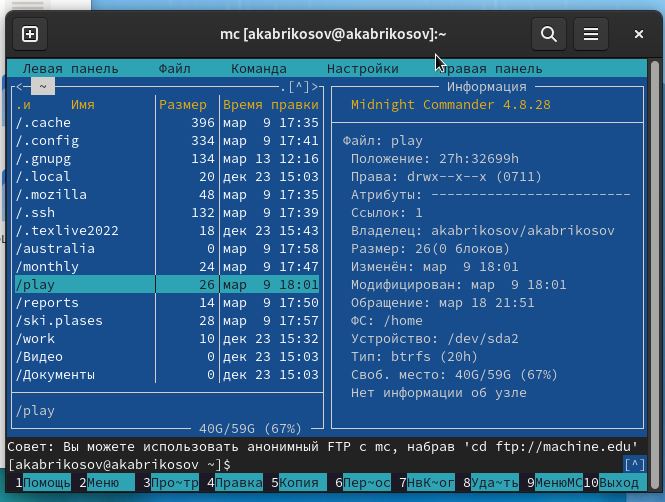 mc [akabrikosov@akabrikosov]:~
Левая панель Файл Команда Настройки Правая панель
<- ~ .[^]>
.и Имя Размер Время правки
/.cache 396 мар 9 17:35
/.config 334 мар 9 17:41
/.gnupg 134 мар 13 12:16
/.local 20 дек 23 15:03
/.mozilla 48 мар 9 17:35
/.ssh 132 мар 9 17:39
/.texlive2022 18 дек 23 15:43
/australia 0 мар 9 17:58
/monthly 24 мар 9 17:47
/play 26 мар 9 18:01
/reports 14 мар 9 17:50
/ski.plases 28 мар 9 17:57
/work 10 дек 23 15:32
/Видео 0 дек 23 15:03
/Документы 0 дек 23 15:03
/play
40G/59G (67%)
Информация
Midnight Commander 4.8.28
Файл: play
Положение: 27h:32699h
Права: drwx--x--x (0711)
Атрибуты: ------------------------
Ссылок: 1
Владелец: akabrikosov/akabrikosov
Размер: 26(0 блоков)
Изменён: мар 9 18:01
Модифицирован: мар 9 18:01
Обращение: мар 18 21:51
ФС: /home
Устройство: /dev/sda2
Тип: btrfs (20h)
Своб. место: 40G/59G (67%)
Нет информации об узле
Совет: Вы можете использовать анонимный FTP с mc, набрав 'cd ftp://machine.edu'
[akabrikosov@akabrikosov ~]$ [^]
1Помощь 2Меню 3Про~тр 4Правка 5Копия 6Пер~ос 7НвК~ог 8Уда~ть 9МенюМС 10Выход